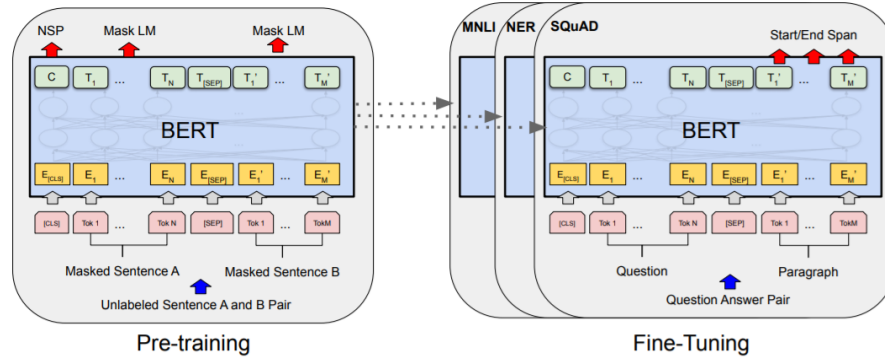 NSP Mask LM Mask LM
C T1 ... TN T[SEP] T1' ... TM'
BERT
E[CLS] E1 ... EN E[SEP] E1' ... EM'
[CLS] Tok 1 ... Tok N [SEP] Tok 1 ... TokM
Masked Sentence A Masked Sentence B
Unlabeled Sentence A and B Pair
Pre-training
MNLI NER SQuAD Start/End Span
C T1 ... TN T[SEP] T1' ... TM'
BERT
E[CLS] E1 ... EN E[SEP] E1' ... EM'
[CLS] Tok 1 ... Tok N [SEP] Tok 1 ... TokM
Question Paragraph
Question Answer Pair
Fine-Tuning